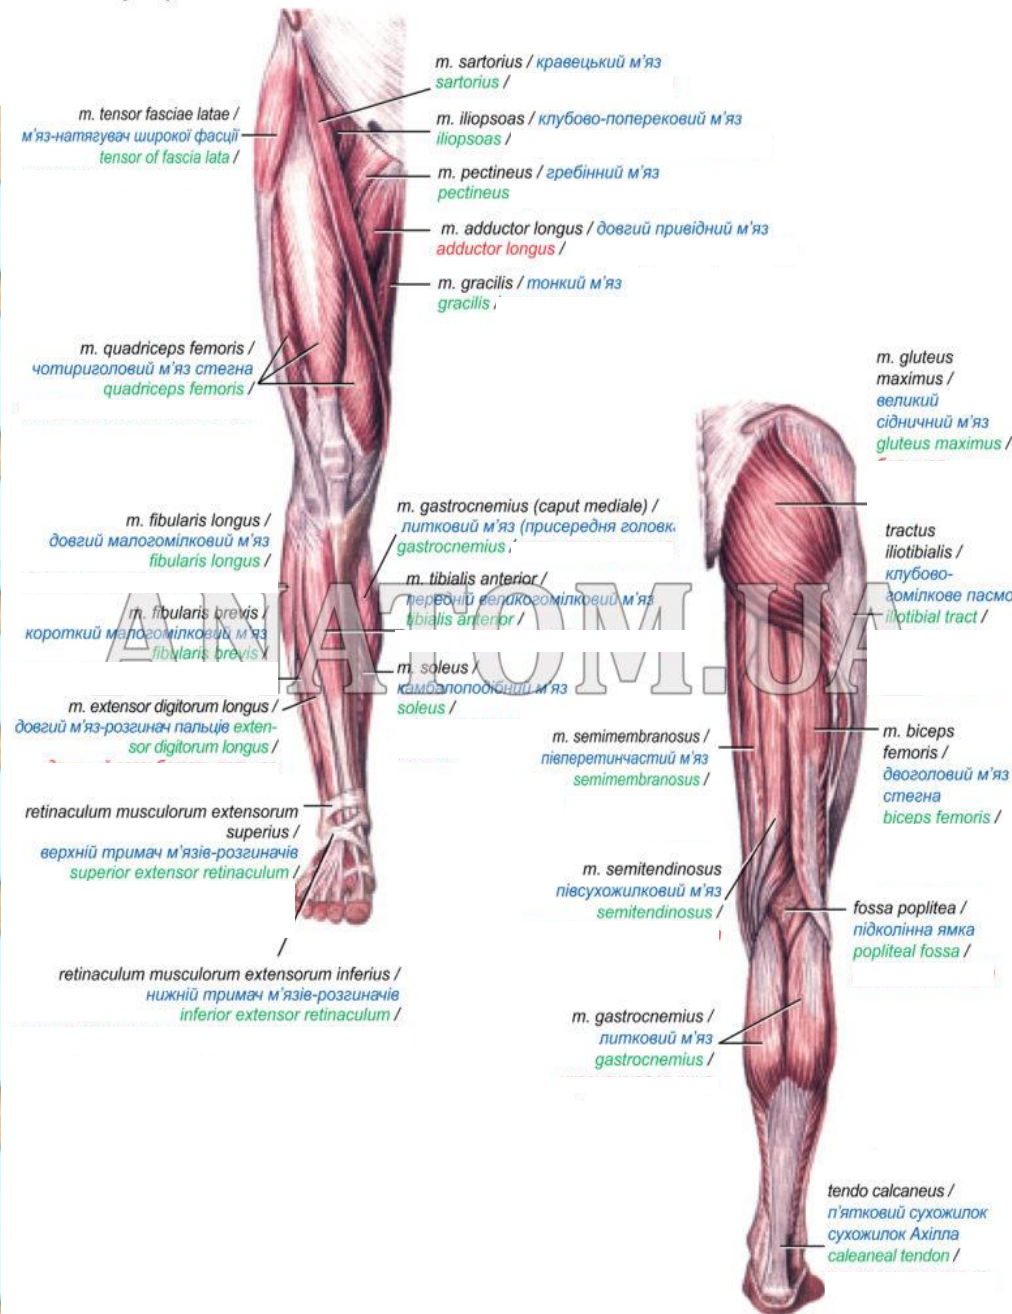 m. sartorius / кравецький м'яз
sartorius /
m. tensor fasciae latae /
м'яз-натягувач широкої фасції
tensor of fascia lata /
m. iliopsoas / клубово-поперековий м'яз
iliopsoas /
m. pectineus / гребінний м'яз
pectineus
m. adductor longus / довгий привідний м'яз
adductor longus /
m. gracilis / тонкий м'яз
gracilis /
m. quadriceps femoris /
чотириголовий м'яз стегна
quadriceps femoris /
m. gluteus
maximus /
великий
сідничний м'яз
gluteus maximus /
m. fibularis longus /
довгий малогомілковий м'яз
fibularis longus /
m. gastrocnemius (caput mediale) /
литковий м'яз (присередня головка
gastrocnemius /
tractus
iliotibialis /
клубово-
гомілкове пасмо
iliotibial tract /
m. fibularis brevis /
короткий малогомілковий м'яз
fibularis brevis /
m. tibialis anterior /
передній великогомілковий м'яз
tibialis anterior /
ANATOM.UA
m. soleus /
камбалоподібний м'яз
soleus /
m. extensor digitorum longus /
довгий м'яз-розгинач пальців exten-
sor digitorum longus /
m. semimembranosus /
півперетинчастий м'яз
semimembranosus /
m. biceps
femoris /
двоголовий м'яз
стегна
biceps femoris /
retinaculum musculorum extensorum
superius /
верхній тримач м'язів-розгиначів
superior extensor retinaculum /
m. semitendinosus
півсухожилковий м'яз
semitendinosus /
fossa poplitea /
підколінна ямка
popliteal fossa /
retinaculum musculorum extensorum inferius /
нижній тримач м'язів-розгиначів
inferior extensor retinaculum /
m. gastrocnemius /
литковий м'яз
gastrocnemius /
tendo calcaneus /
п'ятковий сухожилок
сухожилок Ахілла
caleaneal tendon /